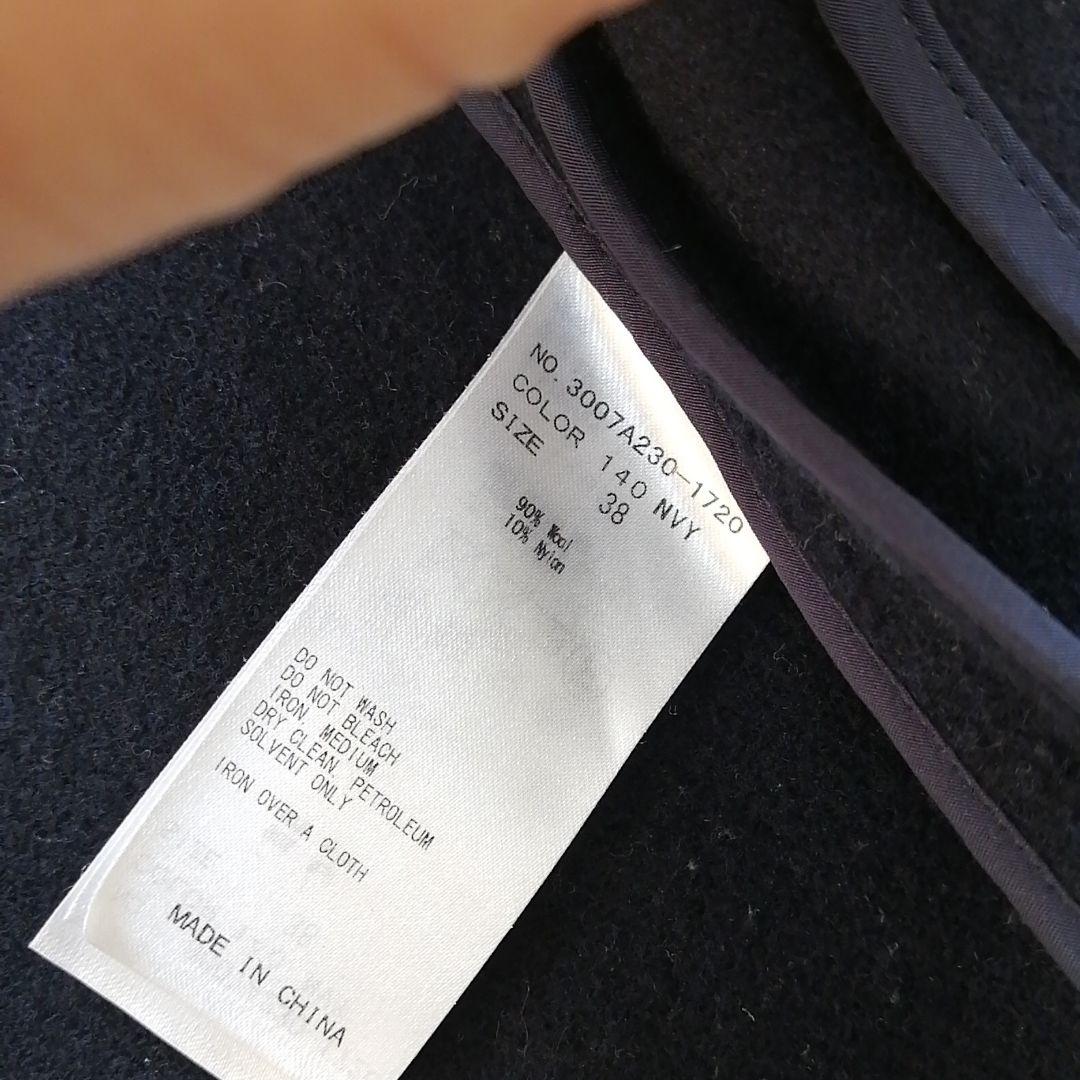 NO. 3007A230-1720
COLOR 140 NVY
SIZE 38
90% Wool
10% Nylon
DO NOT WASH
DO NOT BLEACH
IRON, MEDIUM
DRY CLEAN, PETROLEUM
SOLVENT ONLY
IRON OVER A CLOTH
MADE IN CHINA